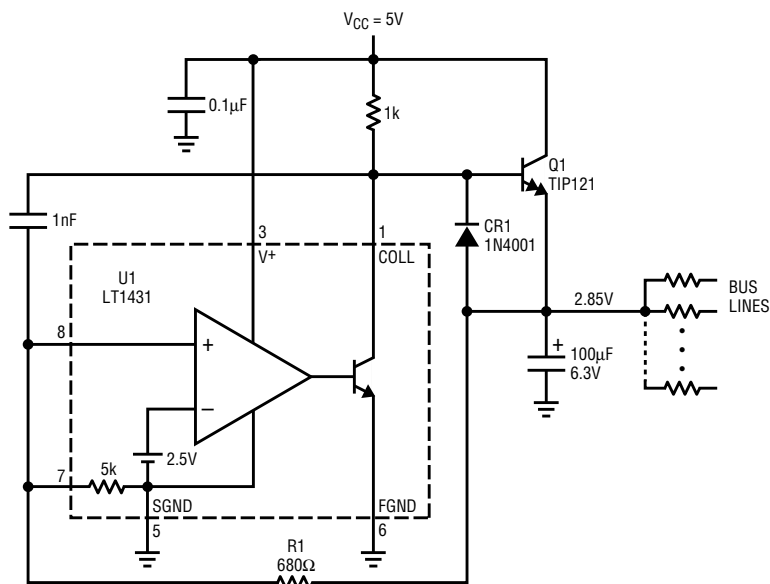 VCC = 5V
0.1µF
1k
Q1
TIP121
1nF
3
1
V+
COLL
CR1
1N4001
U1
LT1431
2.85V
BUS
LINES
8
+
–
+
100µF
6.3V
2.5V
7
5k
SGND
FGND
5
6
R1
680Ω